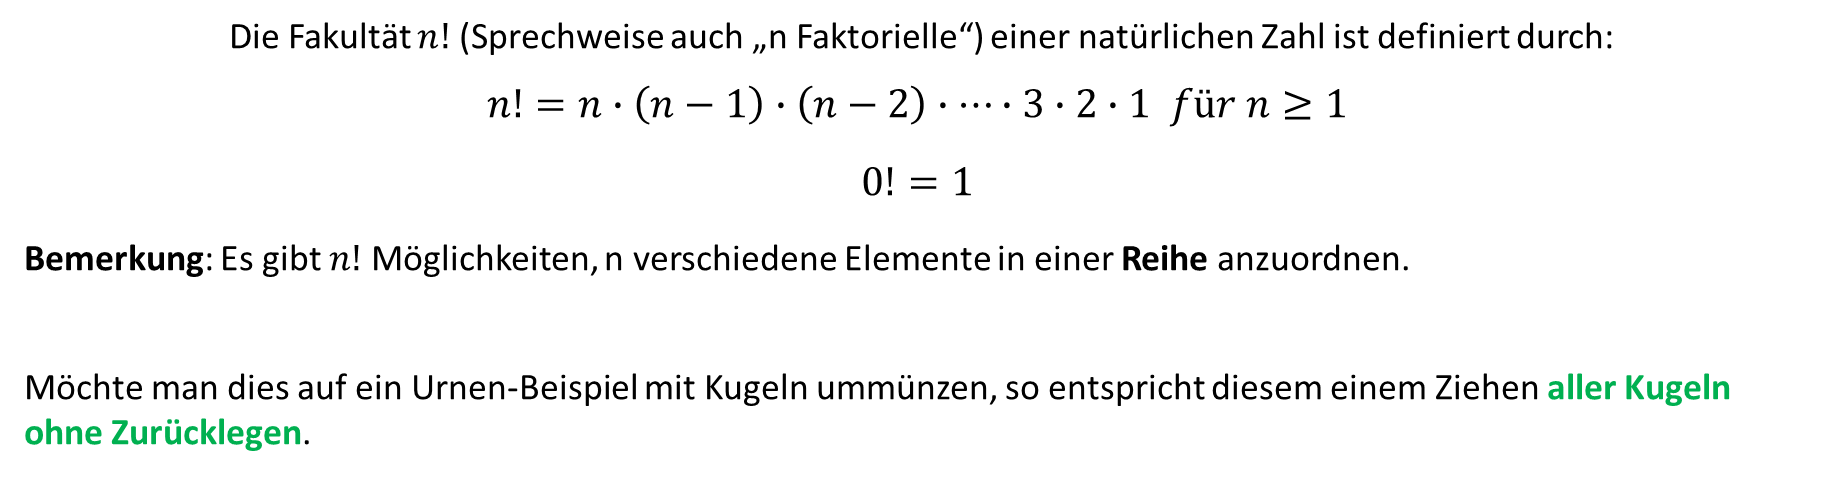 Die Fakultät n! (Sprechweise auch „n Faktorielle“) einer natürlichen Zahl ist definiert durch:
n! = n · (n − 1) · (n − 2) · ⋯ · 3 · 2 · 1 für n ≥ 1
0! = 1
Bemerkung: Es gibt n! Möglichkeiten, n verschiedene Elemente in einer Reihe anzuordnen.
Möchte man dies auf ein Urnen-Beispiel mit Kugeln ummünzen, so entspricht diesem einem Ziehen aller Kugeln
ohne Zurücklegen.